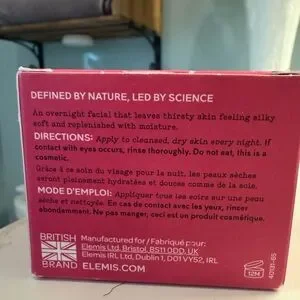 DEFINED BY NATURE, LED BY SCIENCE
An overnight facial that leaves thirsty skin feeling silky
soft and replenished with moisture.
DIRECTIONS: Apply to cleansed, dry skin every night. If
contact with eyes occurs, rinse thoroughly. Do not eat, this is a
cosmetic.
Grâce à ce soin du visage pour la nuit, les peaux sèches
sont pleinement hydratées et douces comme de la soie.
MODE D'EMPLOI: Appliquer tous les soirs sur une peau
sèche et nettoyée. En cas de contact avec les yeux, rincer
abondamment. Ne pas manger; ceci est un produit cosmétique.
BRITISH
BRAND
Manufactured for / Fabriqué pour:
Elemis Ltd, Bristol, BS11 0DD, UK
Elemis IRL Ltd, Dublin 1, D01 VY52, IRL
ELEMIS.COM
12M